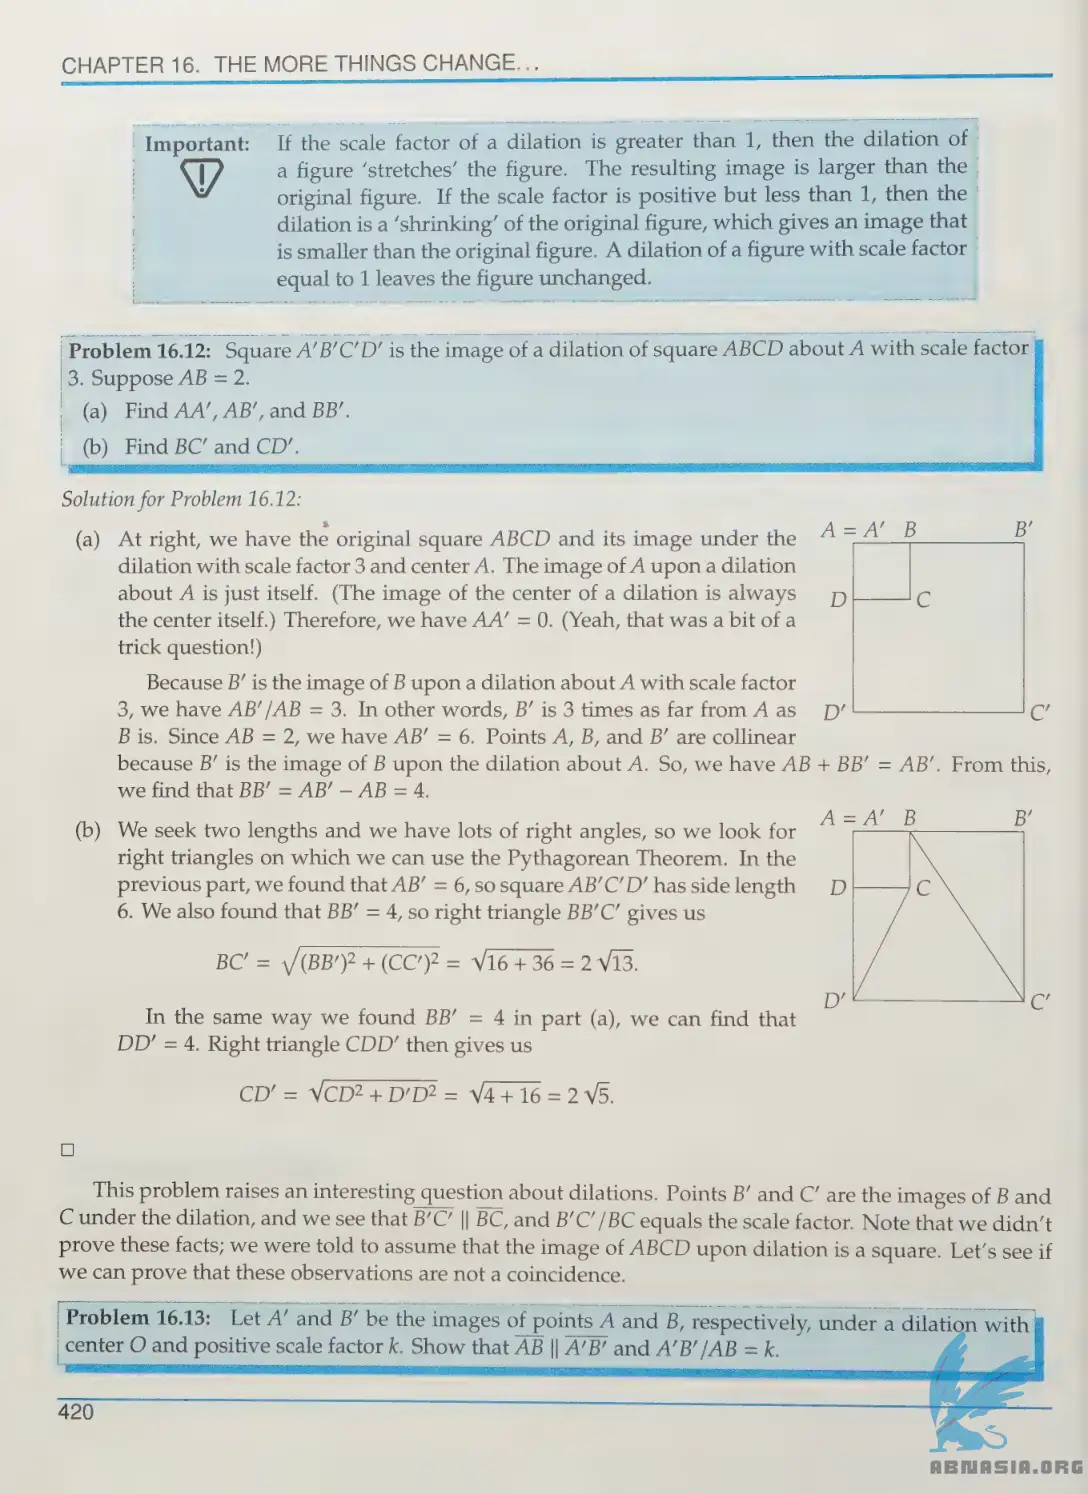 CHAPTER 16. THE MORE THINGS CHANGE...
Important: If the scale factor of a dilation is greater than 1, then the dilation of
a figure 'stretches' the figure. The resulting image is larger than the
original figure. If the scale factor is positive but less than 1, then the
dilation is a 'shrinking' of the original figure, which gives an image that
is smaller than the original figure. A dilation of a figure with scale factor
equal to 1 leaves the figure unchanged.
Problem 16.12: Square A'B'C'D' is the image of a dilation of square ABCD about A with scale factor
3. Suppose AB = 2.
(a) Find AA', AB', and BB'.
(b) Find BC' and CD'.
Solution for Problem 16.12:
(a) At right, we have the original square ABCD and its image under the
dilation with scale factor 3 and center A. The image of A upon a dilation
about A is just itself. (The image of the center of a dilation is always
the center itself.) Therefore, we have AA' = 0. (Yeah, that was a bit of a
trick question!)
A = A' B B'
D C
D' C'
Because B' is the image of B upon a dilation about A with scale factor
3, we have AB'/AB = 3. In other words, B' is 3 times as far from A as
B is. Since AB = 2, we have AB' = 6. Points A, B, and B' are collinear
because B' is the image of B upon the dilation about A. So, we have AB + BB' = AB'. From this,
we find that BB' = AB' − AB = 4.
(b) We seek two lengths and we have lots of right angles, so we look for
right triangles on which we can use the Pythagorean Theorem. In the
previous part, we found that AB' = 6, so square AB'C'D' has side length
6. We also found that BB' = 4, so right triangle BB'C' gives us
A = A' B B'
D C
D' C'
BC' = √(BB')² + (CC')² = √16 + 36 = 2√13.
In the same way we found BB' = 4 in part (a), we can find that
DD' = 4. Right triangle CDD' then gives us
CD' = √CD² + D'D² = √4 + 16 = 2√5.
□
This problem raises an interesting question about dilations. Points B' and C' are the images of B and
C under the dilation, and we see that B'C' || BC, and B'C'/BC equals the scale factor. Note that we didn't
prove these facts; we were told to assume that the image of ABCD upon dilation is a square. Let's see if
we can prove that these observations are not a coincidence.
Problem 16.13: Let A' and B' be the images of points A and B, respectively, under a dilation with
center O and positive scale factor k. Show that AB || A'B' and A'B'/AB = k.
420
ABNASIA.ORG